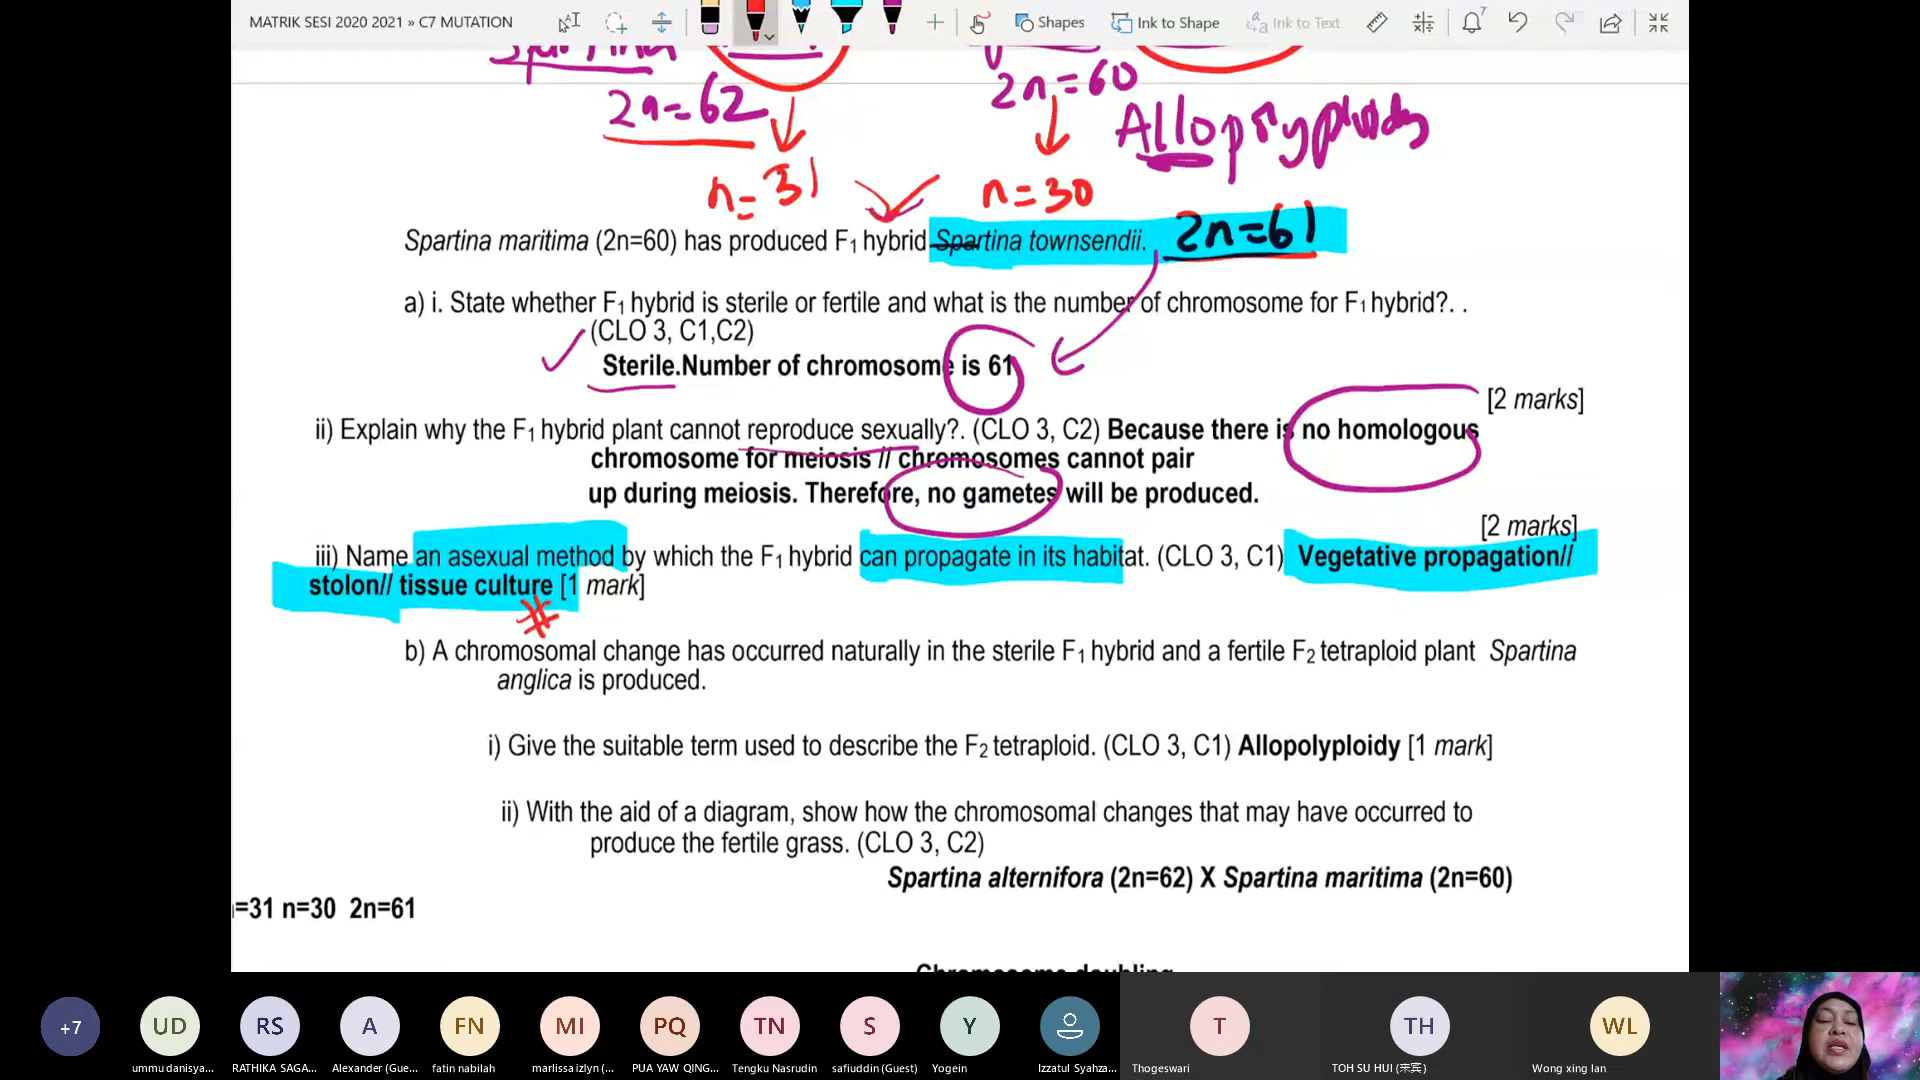 MATRIK SESI 2020 2021 » C7 MUTATION
Shapes
Ink to Shape
Ink to Text
7
2n=62
2n=60
Allopolyploidy
n=31
n=30
Spartina maritima (2n=60) has produced F1 hybrid Spartina townsendii. 2n=61
a) i. State whether F1 hybrid is sterile or fertile and what is the number of chromosome for F1 hybrid?. .
(CLO 3, C1,C2)
Sterile.Number of chromosome is 61
[2 marks]
ii) Explain why the F1 hybrid plant cannot reproduce sexually?. (CLO 3, C2) Because there is no homologous
chromosome for meiosis // chromosomes cannot pair
up during meiosis. Therefore, no gametes will be produced.
[2 marks]
iii) Name an asexual method by which the F1 hybrid can propagate in its habitat. (CLO 3, C1) Vegetative propagation//
stolon// tissue culture [1 mark]
b) A chromosomal change has occurred naturally in the sterile F1 hybrid and a fertile F2 tetraploid plant Spartina
anglica is produced.
i) Give the suitable term used to describe the F2 tetraploid. (CLO 3, C1) Allopolyploidy [1 mark]
ii) With the aid of a diagram, show how the chromosomal changes that may have occurred to
produce the fertile grass. (CLO 3, C2)
Spartina alternifora (2n=62) X Spartina maritima (2n=60)
=31 n=30 2n=61
Chromosome doubling
+7
UD
RS
A
FN
MI
PQ
TN
S
Y
T
TH
WL
ummu danisya...
RATHIKA SAGA...
Alexander (Gue...
fatin nabilah
marlissa izlyn (...
PUA YAW QING...
Tengku Nasrudin
safiuddin (Guest)
Yogein
Izzatul Syahza...
Thogeswari
TOH SU HUI (来宾)
Wong xing lan